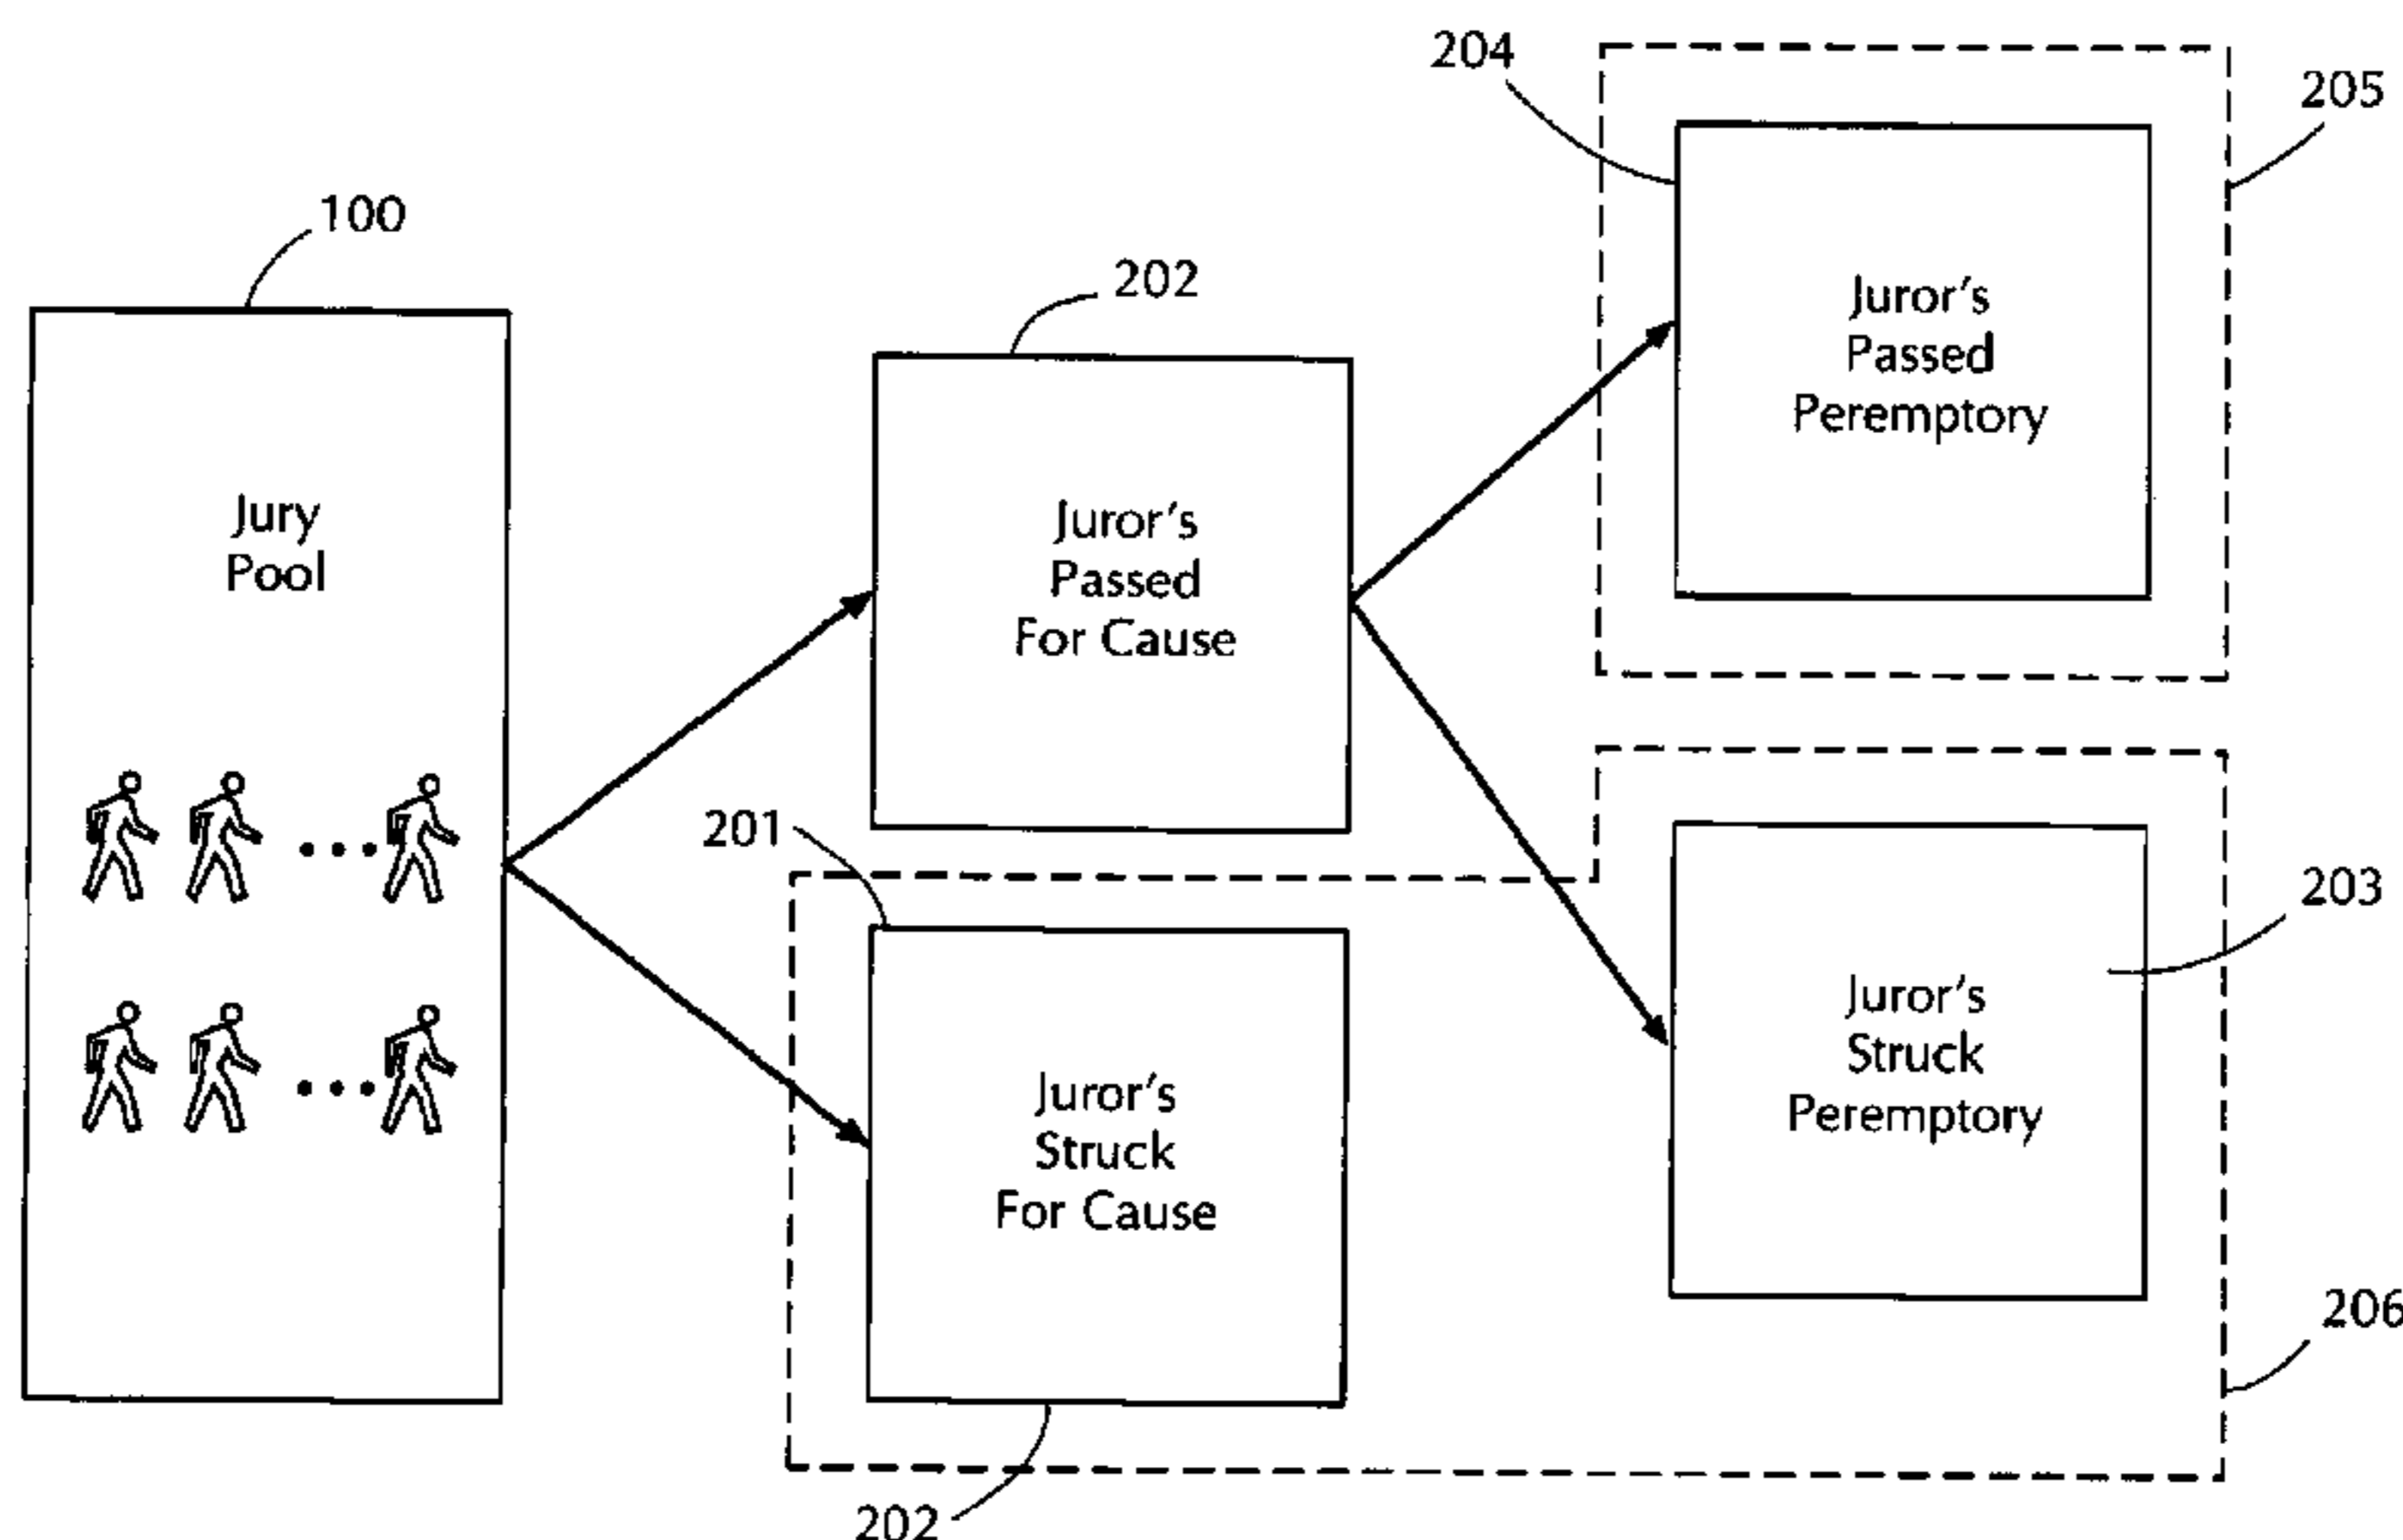 204
205
100
202
Juror's
Passed
Peremptory
Jury
Pool
Juror's
Passed
For Cause
201
203
Juror's
Struck
Peremptory
Juror's
Struck
For Cause
206
202